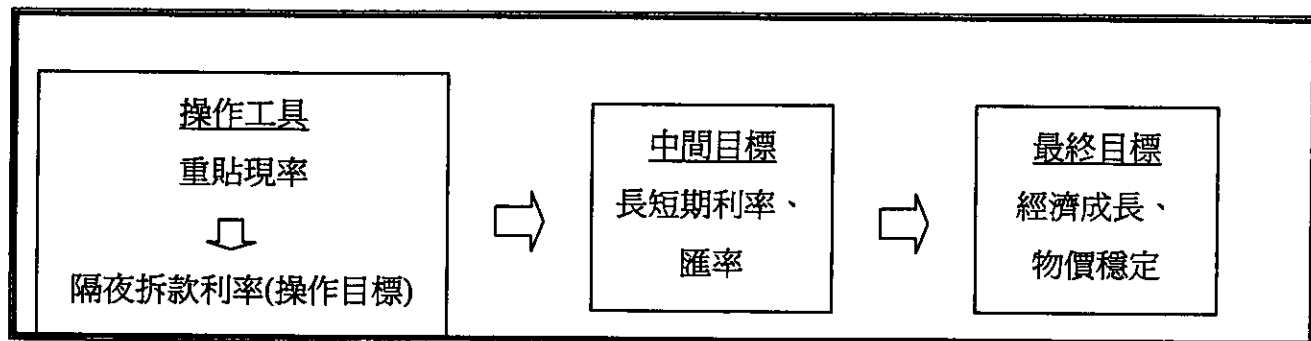 操作工具
重貼現率
隔夜拆款利率(操作目標)
中間目標
長短期利率、
匯率
最終目標
經濟成長、
物價穩定